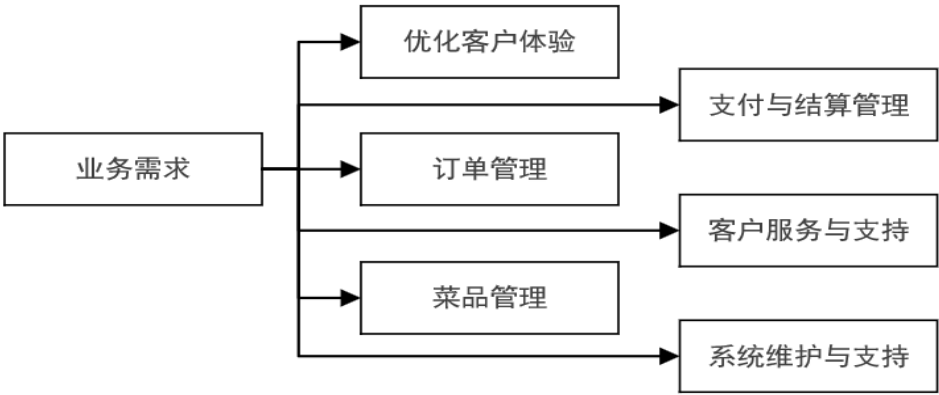 优化客户体验
支付与结算管理
业务需求
订单管理
客户服务与支持
菜品管理
系统维护与支持